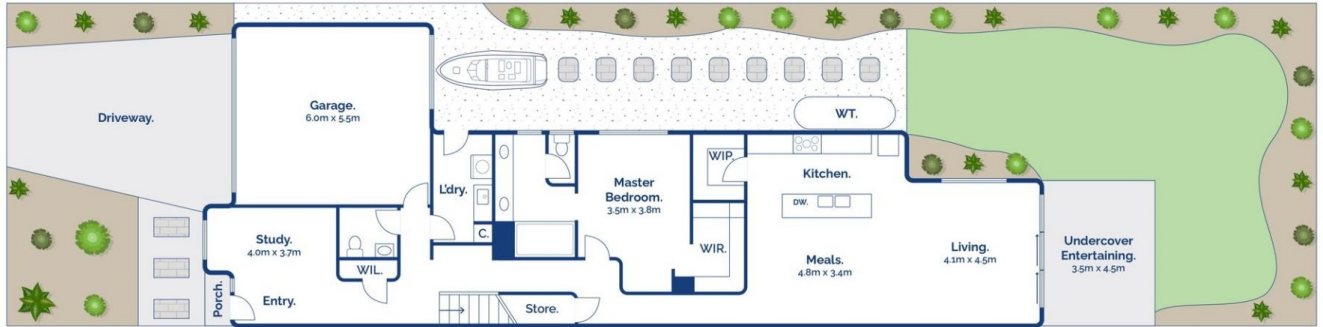 Driveway.
Garage.
6.0m x 5.5m
WT.
L'dry.
Master
Bedroom.
3.5m x 3.8m
WIP.
Kitchen.
DW.
C.
Study.
4.0m x 3.7m
WIL.
Entry.
Porch.
Store.
WIR.
Meals.
4.8m x 3.4m
Living.
4.1m x 4.5m
Undercover
Entertaining.
3.5m x 4.5m